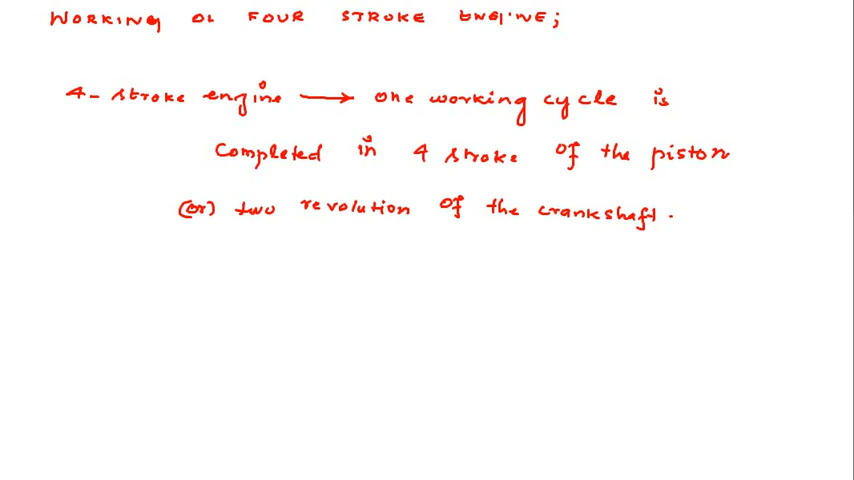 WORKING OF FOUR STROKE ENGINE;
4- stroke engine → one working cycle is
completed in 4 stroke of the piston
(or) two revolution of the crankshaft.